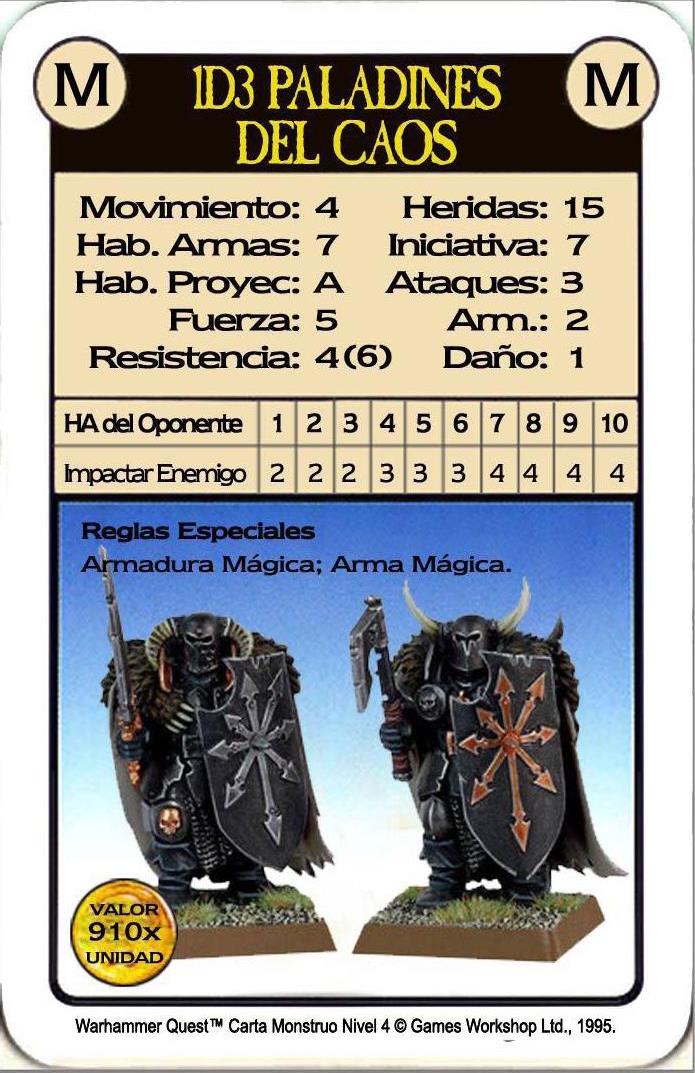 M
1D3 PALADINES
DEL CAOS
M
Movimiento: 4 Heridas: 15
Hab. Armas: 7 Iniciativa: 7
Hab. Proyec: A Ataques: 3
Fuerza: 5 Arm.: 2
Resistencia: 4(6) Daño: 1
HA del Oponente 1 2 3 4 5 6 7 8 9 10
Impactar Enemigo 2 2 2 3 3 3 4 4 4 4
Reglas Especiales
Armadura Mágica; Arma Mágica.
VALOR
910x
UNIDAD
Warhammer Quest™ Carta Monstruo Nivel 4 © Games Workshop Ltd., 1995.